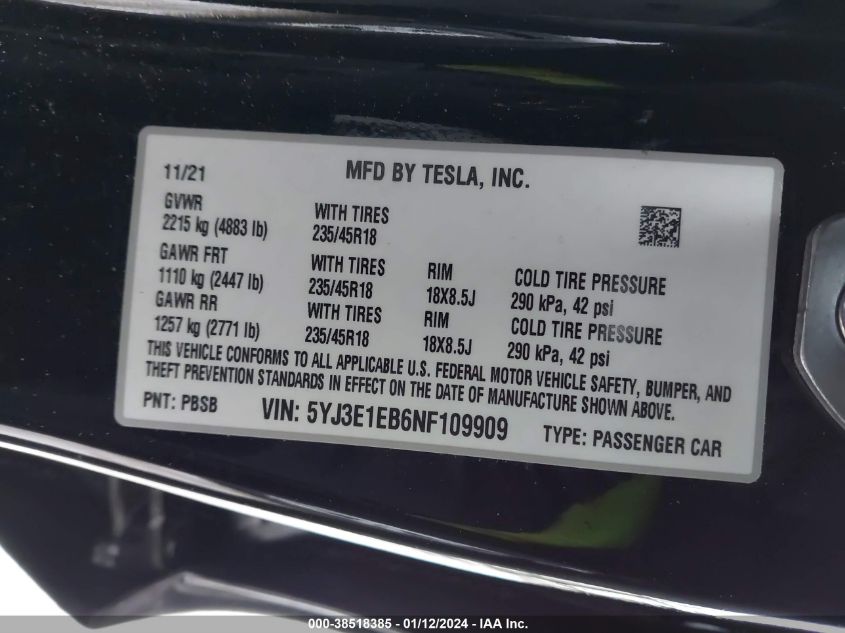 11/21 MFD BY TESLA, INC.
GVWR
2215 kg (4883 lb) WITH TIRES
235/45R18
GAWR FRT
1110 kg (2447 lb) WITH TIRES RIM COLD TIRE PRESSURE
235/45R18 18X8.5J 290 kPa, 42 psi
GAWR RR
1257 kg (2771 lb) WITH TIRES RIM COLD TIRE PRESSURE
235/45R18 18X8.5J 290 kPa, 42 psi
THIS VEHICLE CONFORMS TO ALL APPLICABLE U.S. FEDERAL MOTOR VEHICLE SAFETY, BUMPER, AND
THEFT PREVENTION STANDARDS IN EFFECT ON THE DATE OF MANUFACTURE SHOWN ABOVE.
PNT: PBSB VIN: 5YJ3E1EB6NF109909 TYPE: PASSENGER CAR
000-38518385 - 01/12/2024 - IAA Inc.